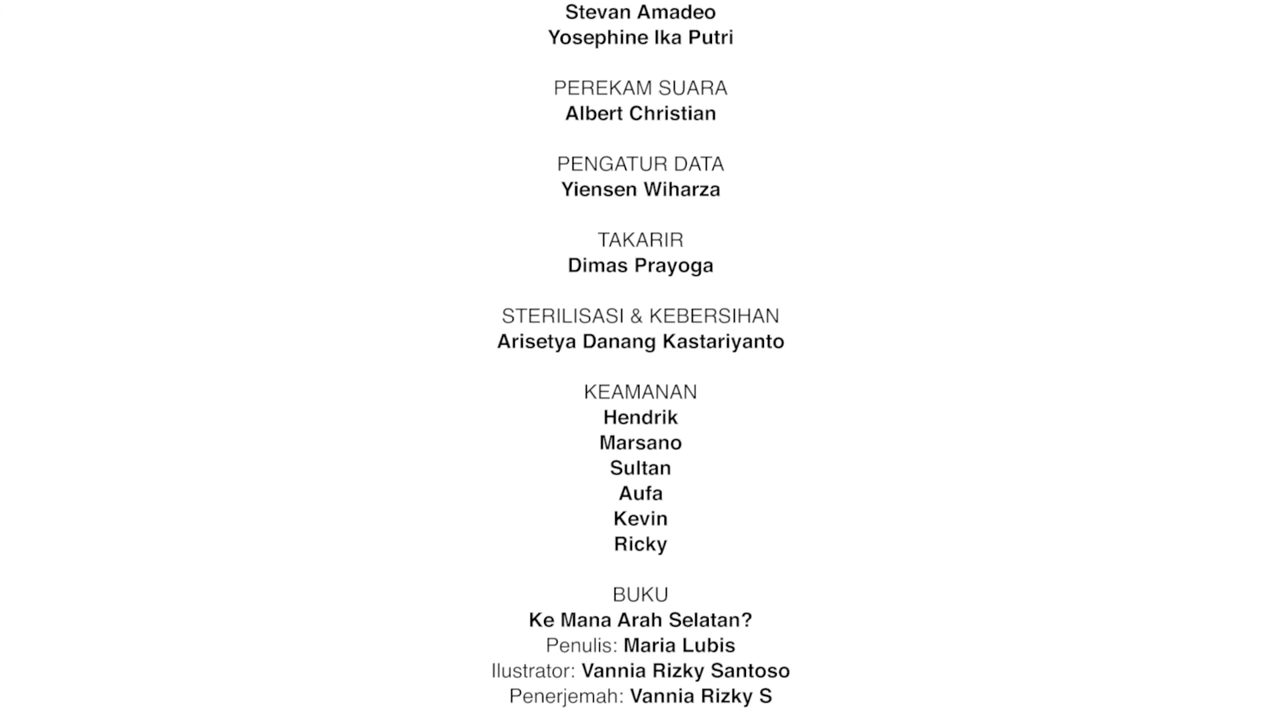 Stevan Amadeo
Yosephine Ika Putri
PEREKAM SUARA
Albert Christian
PENGATUR DATA
Yiensen Wiharza
TAKARIR
Dimas Prayoga
STERILISASI & KEBERSIHAN
Arisetya Danang Kastariyanto
KEAMANAN
Hendrik
Marsano
Sultan
Aufa
Kevin
Ricky
BUKU
Ke Mana Arah Selatan?
Penulis: Maria Lubis
Ilustrator: Vannia Rizky Santoso
Penerjemah: Vannia Rizky S